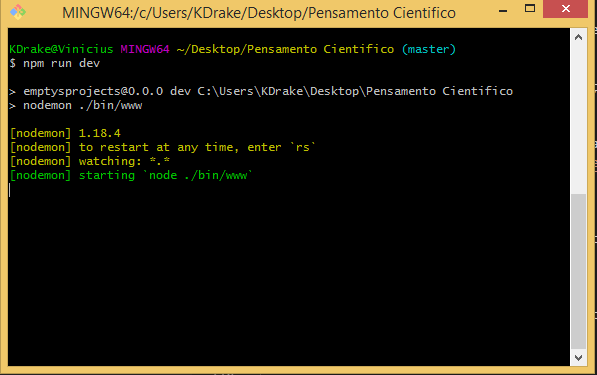 MINGW64:/c/Users/KDrake/Desktop/Pensamento Cientifico
KDrake@Vinicius MINGW64 ~/Desktop/Pensamento Cientifico (master)
$ npm run dev
> emptysprojects@0.0.0 dev C:\Users\KDrake\Desktop\Pensamento Cientifico
> nodemon ./bin/www
[nodemon] 1.18.4
[nodemon] to restart at any time, enter `rs`
[nodemon] watching: *.*
[nodemon] starting `node ./bin/www`